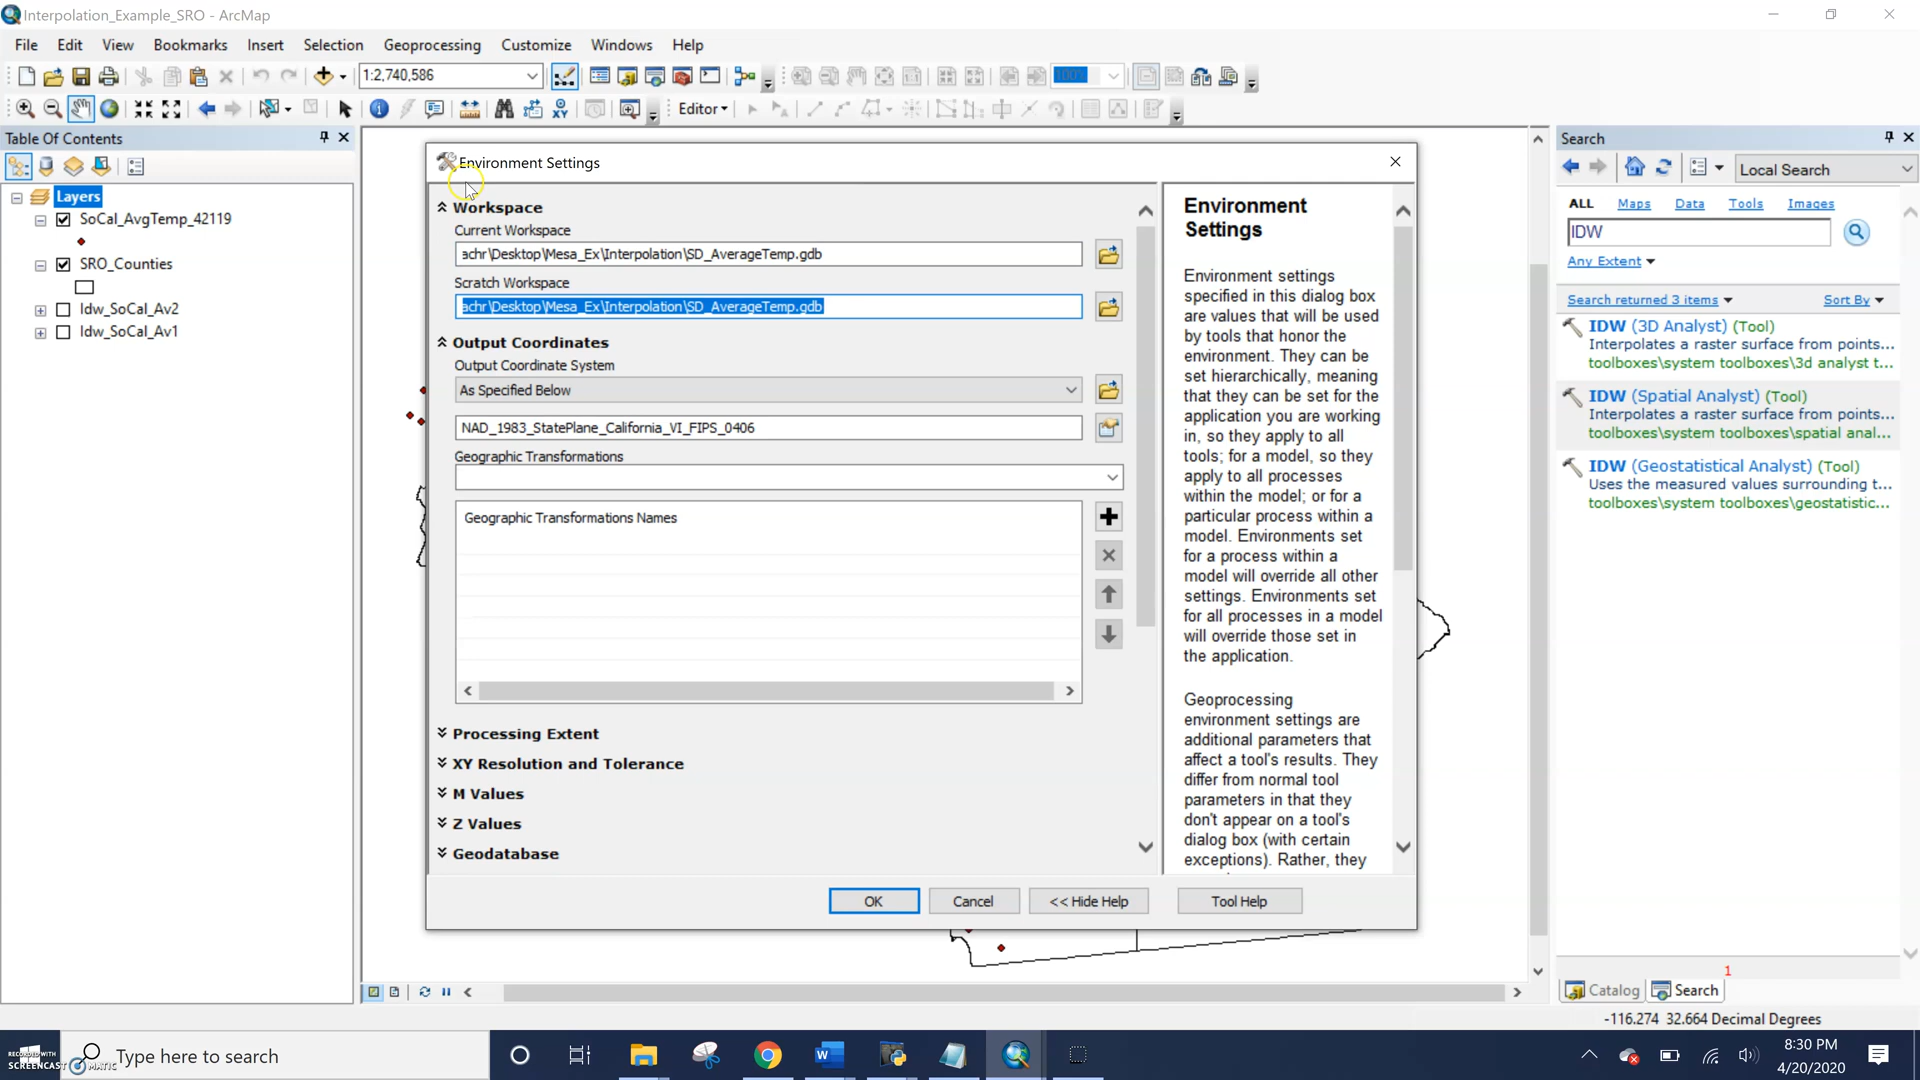 Interpolation_Example_SRO - ArcMap
File Edit View Bookmarks Insert Selection Geoprocessing Customize Windows Help
1:2,740,586
100%
Editor
Table Of Contents
Layers
SoCal_AvgTemp_42119
SRO_Counties
Idw_SoCal_Av2
Idw_SoCal_Av1
Environment Settings
Workspace
Current Workspace
achr\Desktop\Mesa_Ex\Interpolation\SD_AverageTemp.gdb
Scratch Workspace
achr\Desktop\Mesa_Ex\Interpolation\SD_AverageTemp.gdb
Output Coordinates
Output Coordinate System
As Specified Below
NAD_1983_StatePlane_California_VI_FIPS_0406
Geographic Transformations
Geographic Transformations Names
Processing Extent
XY Resolution and Tolerance
M Values
Z Values
Geodatabase
OK Cancel << Hide Help Tool Help
Environment
Settings
Environment settings
specified in this dialog box
are values that will be used
by tools that honor the
environment. They can be
set hierarchically, meaning
that they can be set for the
application you are working
in, so they apply to all
tools; for a model, so they
apply to all processes
within the model; or for a
particular process within a
model. Environments set
for a process within a
model will override all other
settings. Environments set
for all processes in a model
will override those set in
the application.
Geoprocessing
environment settings are
additional parameters that
affect a tool's results. They
differ from normal tool
parameters in that they
don't appear on a tool's
dialog box (with certain
exceptions). Rather, they
Search
Local Search
ALL Maps Data Tools Images
IDW
Any Extent
Search returned 3 items Sort By
IDW (3D Analyst) (Tool)
Interpolates a raster surface from points...
toolboxes\system toolboxes\3d analyst t...
IDW (Spatial Analyst) (Tool)
Interpolates a raster surface from points...
toolboxes\system toolboxes\spatial anal...
IDW (Geostatistical Analyst) (Tool)
Uses the measured values surrounding t...
toolboxes\system toolboxes\geostatistic...
1
Catalog Search
-116.274 32.664 Decimal Degrees
RECORDED WITH
SCREENCAST MATIC
Type here to search
8:30 PM
4/20/2020